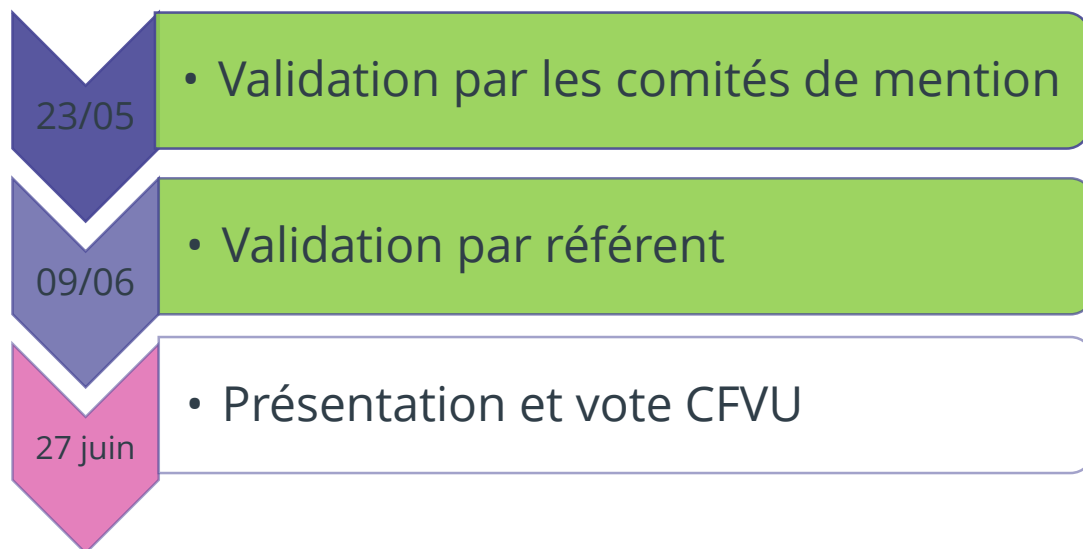 23/05
• Validation par les comités de mention
09/06
• Validation par référent
27 juin
• Présentation et vote CFVU